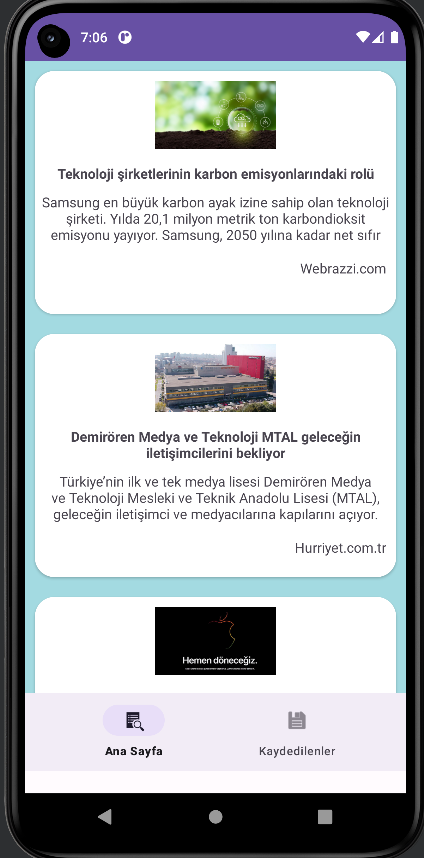 7:06
Teknoloji şirketlerinin karbon emisyonlarındaki rolü
Samsung en büyük karbon ayak izine sahip olan teknoloji
şirketi. Yılda 20,1 milyon metrik ton karbondioksit
emisyonu yayıyor. Samsung, 2050 yılına kadar net sıfır
Webrazzi.com
Demirören Medya ve Teknoloji MTAL geleceğin
iletişimcilerini bekliyor
Türkiye’nin ilk ve tek medya lisesi Demirören Medya
ve Teknoloji Mesleki ve Teknik Anadolu Lisesi (MTAL),
geleceğin iletişimci ve medyacılarına kapılarını açıyor.
Hurriyet.com.tr
Hemen döneceğiz.
Ana Sayfa
Kaydedilenler